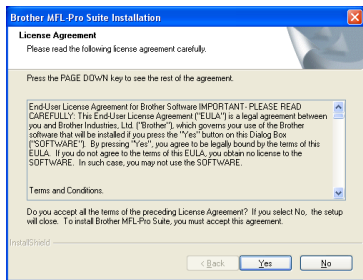 Brother MFL-Pro Suite Installation
License Agreement
Please read the following license agreement carefully.
Press the PAGE DOWN key to see the rest of the agreement.
End-User License Agreement for Brother Software IMPORTANT- PLEASE READ
CAREFULLY: This End-User License Agreement ("EULA") is a legal agreement between
you and Brother Industries, Ltd. ("Brother"), which governs your use of the Brother
software that will be installed if you press the "Yes" button on this Dialog Box
("SOFTWARE"). By pressing "Yes", you agree to be legally bound by the terms of this
EULA. If you do not agree to the terms of this EULA, you obtain no license to the
SOFTWARE. In such case, you may not use the SOFTWARE.
Terms and Conditions.
Do you accept all the terms of the preceding License Agreement? If you select No, the setup
will close. To install Brother MFL-Pro Suite, you must accept this agreement.
InstallShield
< Back Yes No